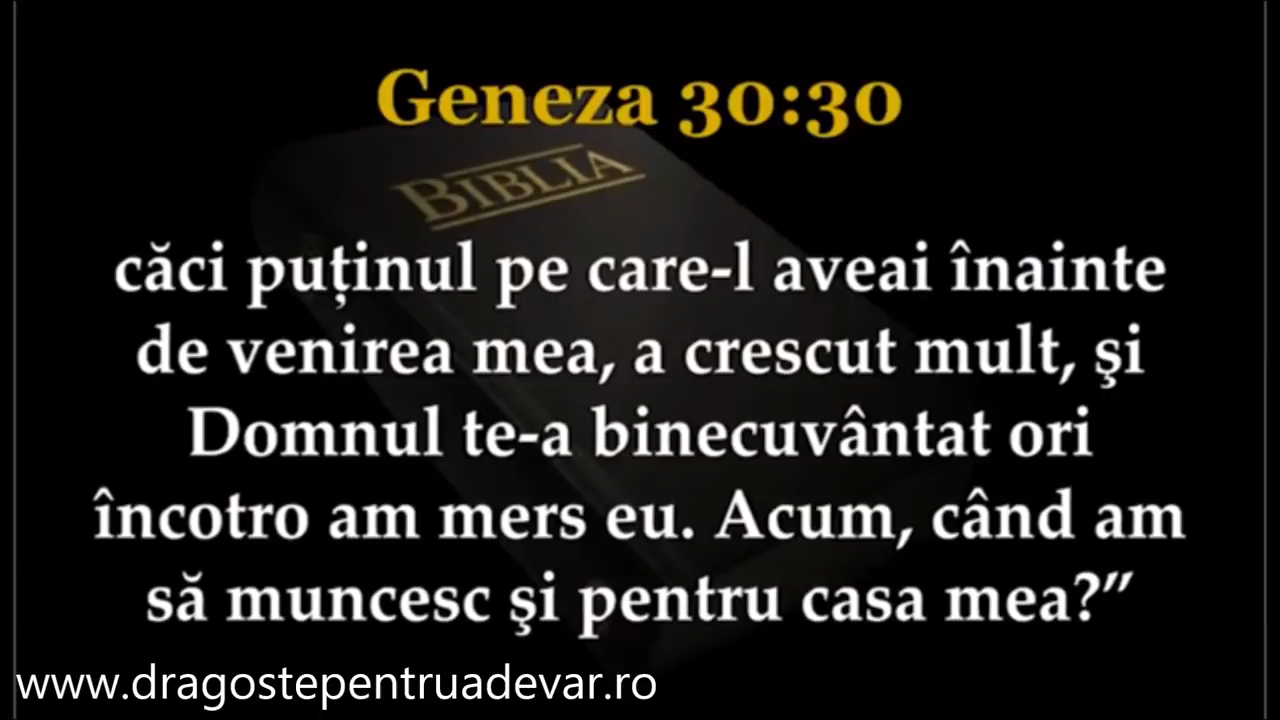 Geneza 30:30
BIBLIA
căci puţinul pe care-l aveai înainte
de venirea mea, a crescut mult, şi
Domnul te-a binecuvântat ori
încotro am mers eu. Acum, când am
să muncesc şi pentru casa mea?”
www.dragostepentruadevar.ro